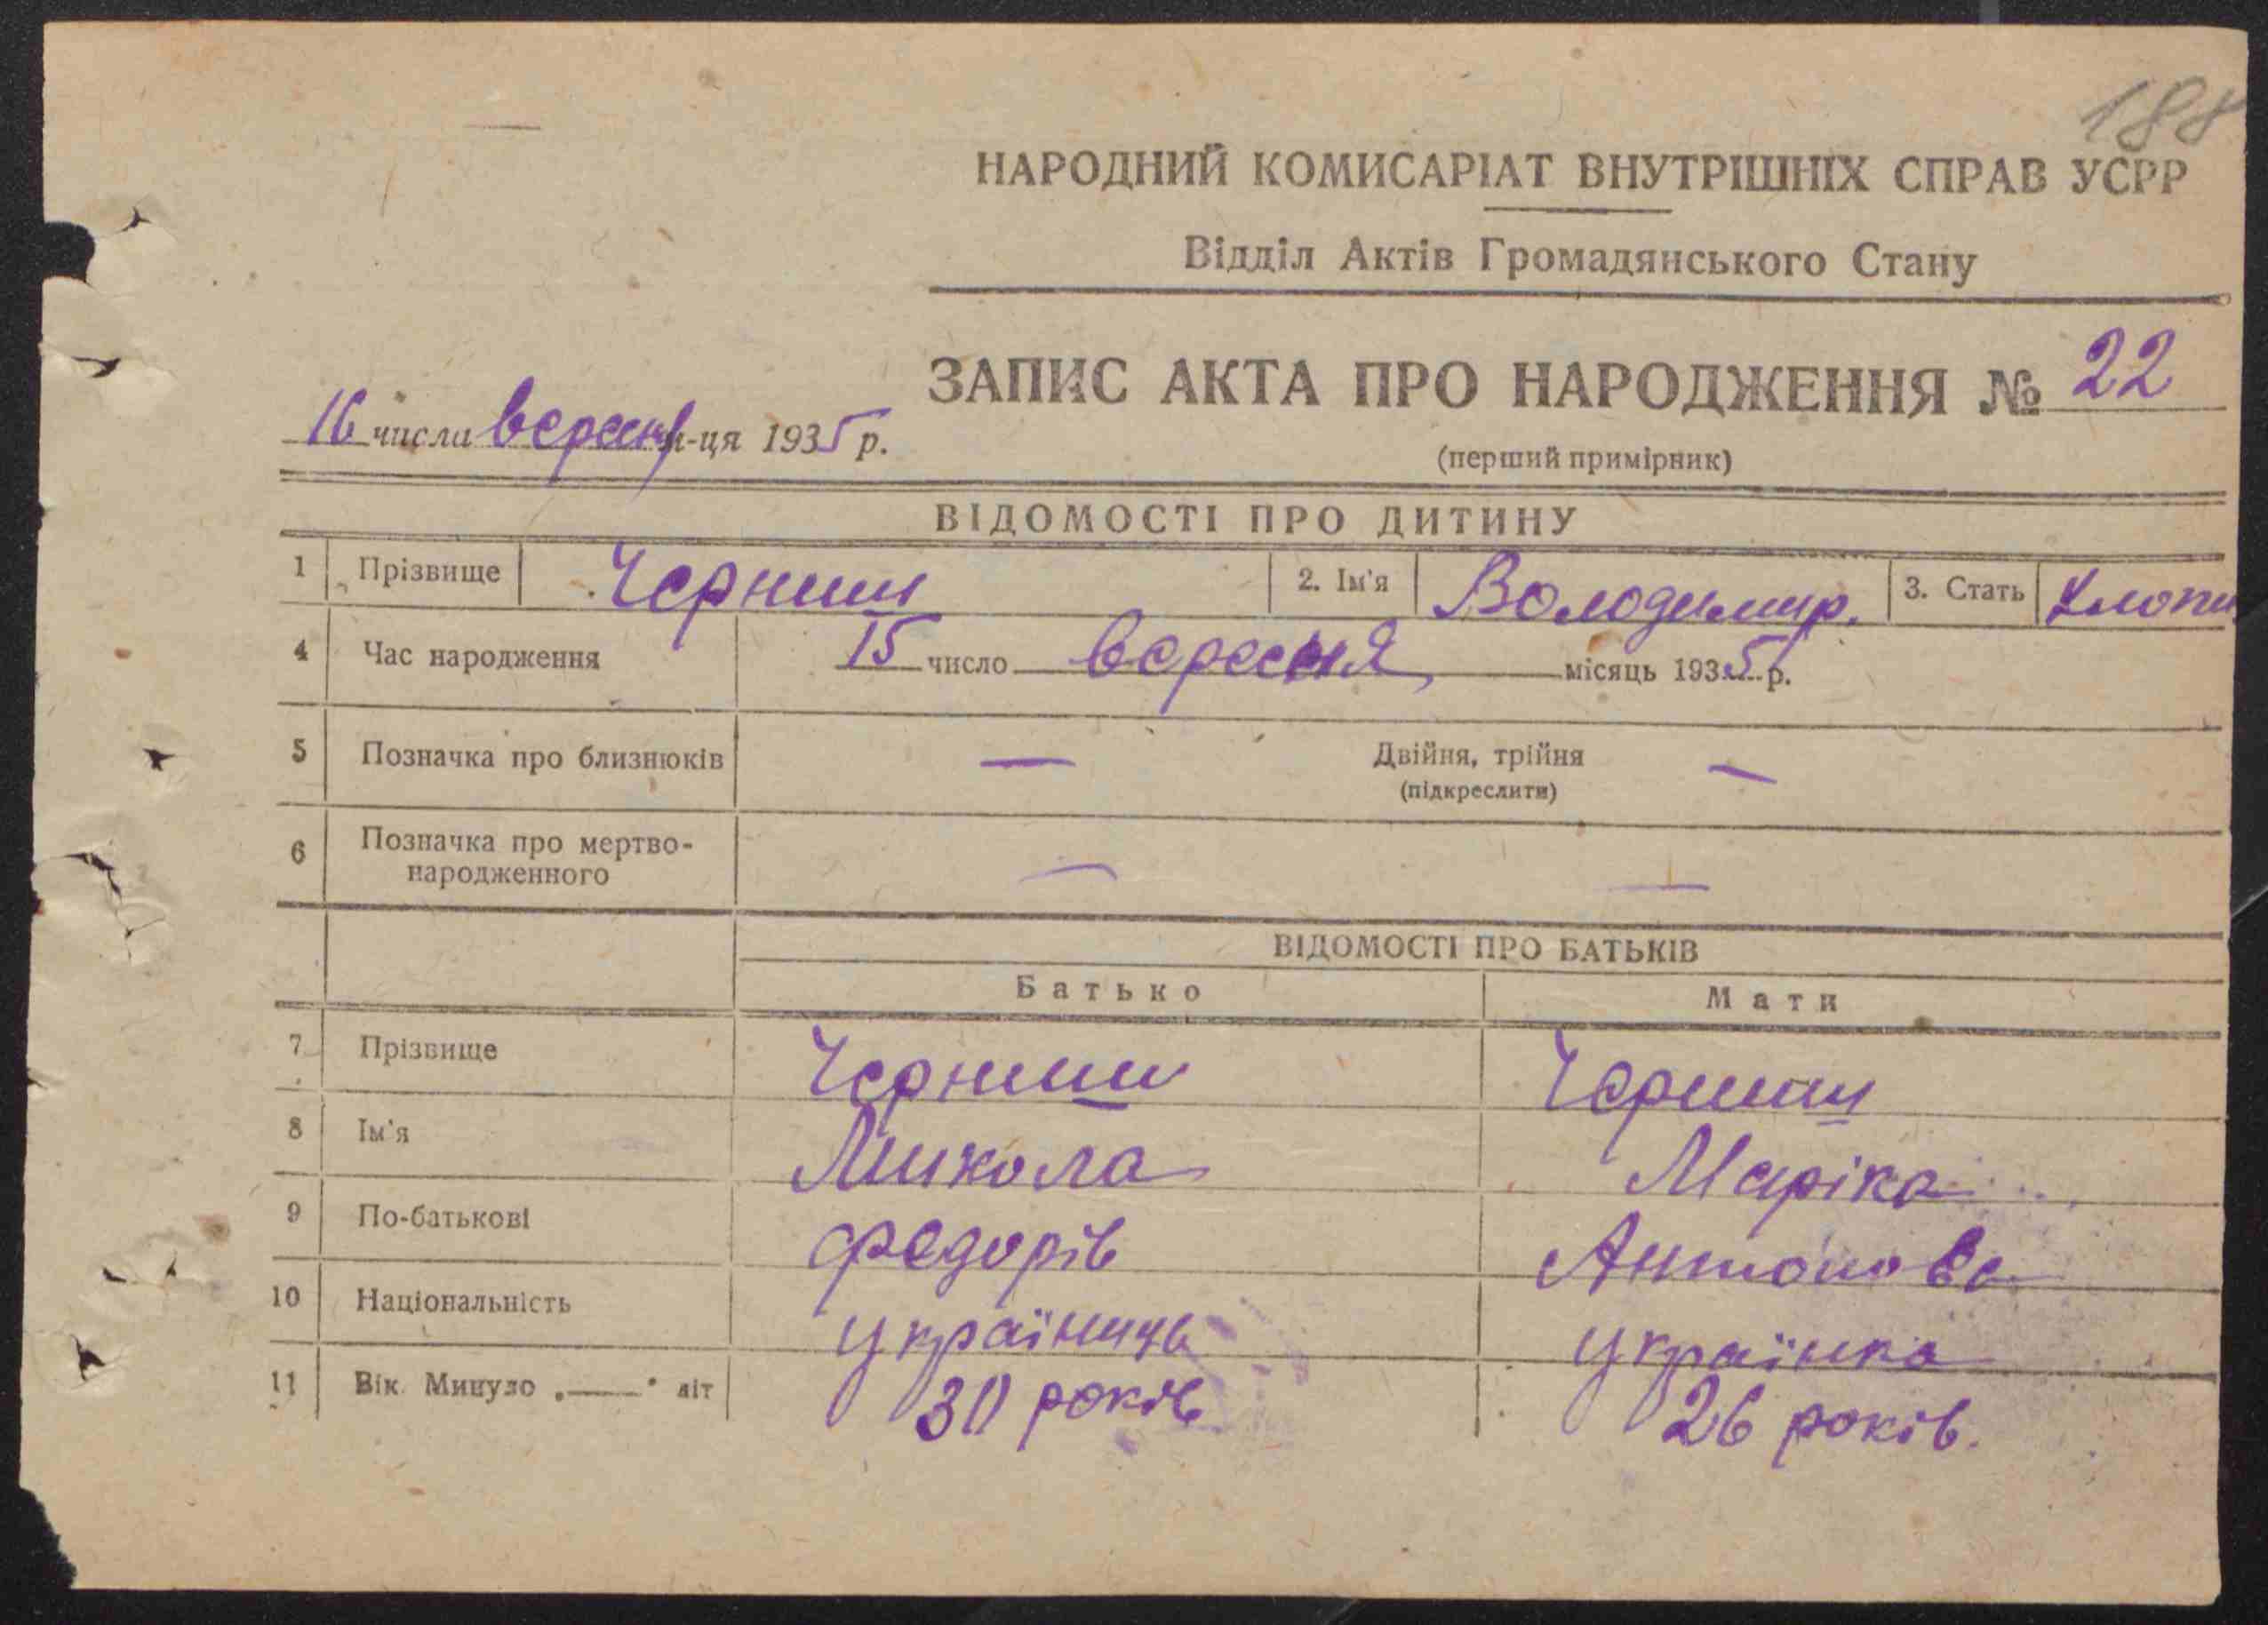 188
НАРОДНИЙ КОМИСАРІАТ ВНУТРІШНІХ СПРАВ УСРР
Відділ Актів Громадянського Стану
ЗАПИС АКТА ПРО НАРОДЖЕННЯ № 22
16 числа вересня м-ця 1935 р.
(перший примірник)
ВІДОМОСТІ ПРО ДИТИНУ
1 Прізвище Черниш 2. Ім'я Володимир. 3. Стать Хлопч
4 Час народження 15 число вересня місяць 1935 р.
5 Позначка про близнюків — Двійня, трійня —
(підкреслити)
6 Позначка про мертво-
народженного — —
ВІДОМОСТІ ПРО БАТЬКІВ
Батько Мати
7 Прізвище Черниш Черниш
8 Ім'я Микола Маріка
9 По-батькові Федорів Антонова
10 Національність українець українка
11 Вік. Минуло „——" літ 30 років 26 років.